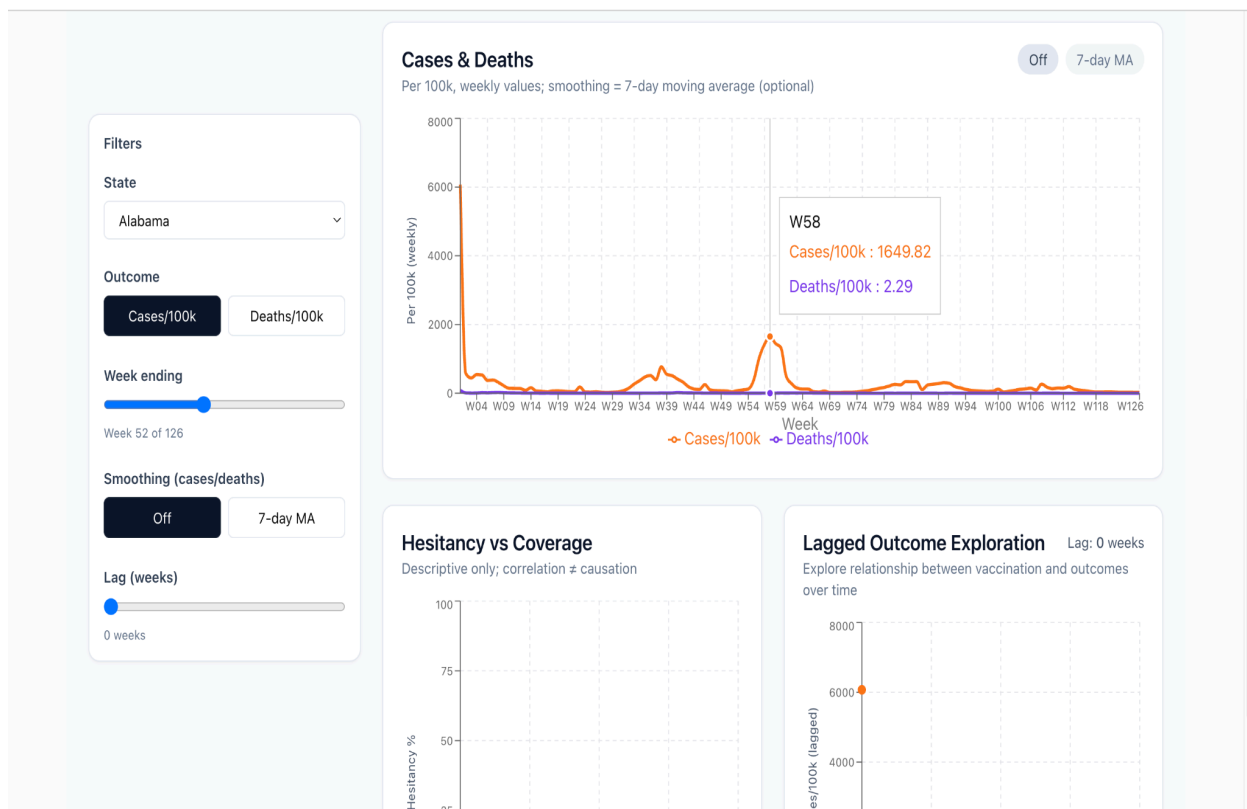 Filters
State
Alabama
Outcome
Cases/100k
Deaths/100k
Week ending
Week 52 of 126
Smoothing (cases/deaths)
Off
7-day MA
Lag (weeks)
0 weeks
Cases & Deaths
Off
7-day MA
Per 100k, weekly values; smoothing = 7-day moving average (optional)
8000
6000
4000
2000
0
Per 100k (weekly)
W58
Cases/100k : 1649.82
Deaths/100k : 2.29
W04 W09 W14 W19 W24 W29 W34 W39 W44 W49 W54 W59 W64 W69 W74 W79 W84 W89 W94 W100 W106 W112 W118 W126
Week
Cases/100k Deaths/100k
Hesitancy vs Coverage
Descriptive only; correlation ≠ causation
100
75
50
Hesitancy %
Lagged Outcome Exploration
Lag: 0 weeks
Explore relationship between vaccination and outcomes
over time
8000
6000
4000
(lagged)